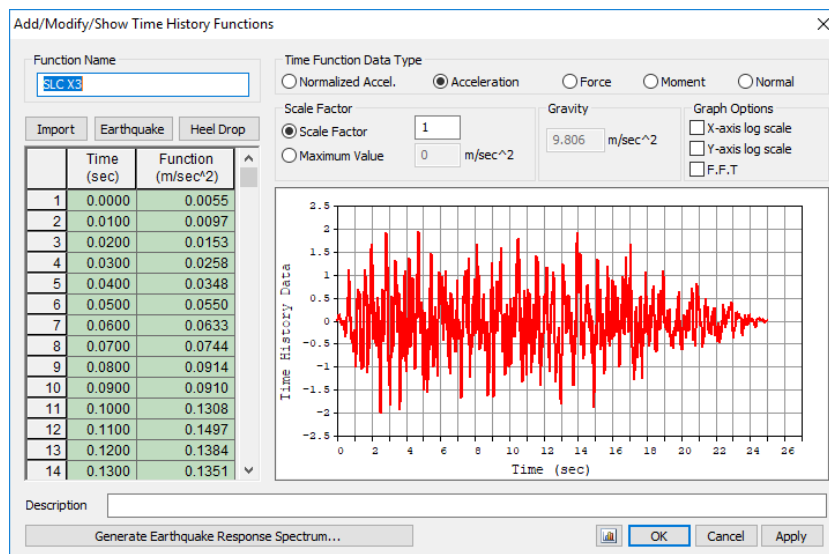 Add/Modify/Show Time History Functions
Function Name
SLC X3
Import Earthquake Heel Drop
Time (sec) Function (m/sec^2)
1 0.0000 0.0055
2 0.0100 0.0097
3 0.0200 0.0153
4 0.0300 0.0258
5 0.0400 0.0348
6 0.0500 0.0550
7 0.0600 0.0633
8 0.0700 0.0744
9 0.0800 0.0914
10 0.0900 0.0910
11 0.1000 0.1308
12 0.1100 0.1497
13 0.1200 0.1384
14 0.1300 0.1351
Time Function Data Type
Normalized Accel. Acceleration Force Moment Normal
Scale Factor
Scale Factor 1
Maximum Value 0 m/sec^2
Gravity
9.806 m/sec^2
Graph Options
X-axis log scale
Y-axis log scale
F.F.T
Time History Data
2.5
2
1.5
1
0.5
0
-0.5
-1
-1.5
-2
-2.5
0 2 4 6 8 10 12 14 16 18 20 22 24 26
Time (sec)
Description
Generate Earthquake Response Spectrum... OK Cancel Apply